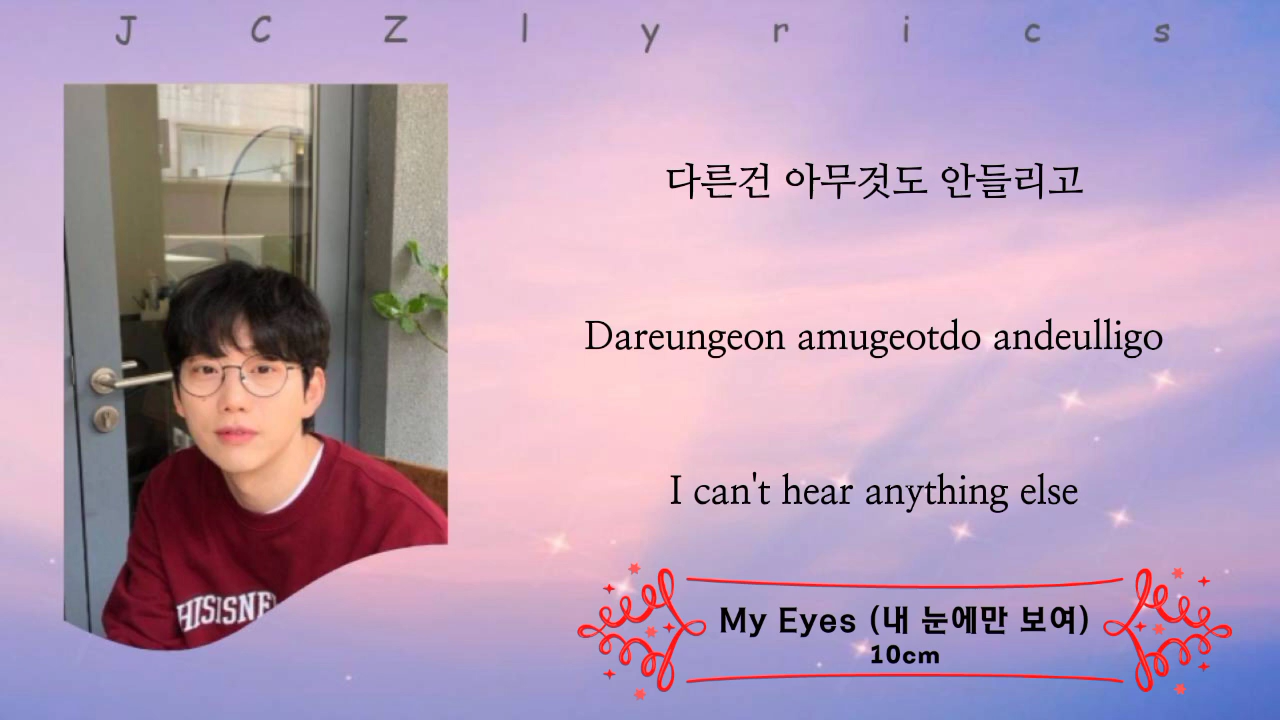 J C Z l y r i c s
다른건 아무것도 안들리고
Dareungeon amugeotdo andeulligo
I can't hear anything else
My Eyes (내 눈에만 보여)
10cm